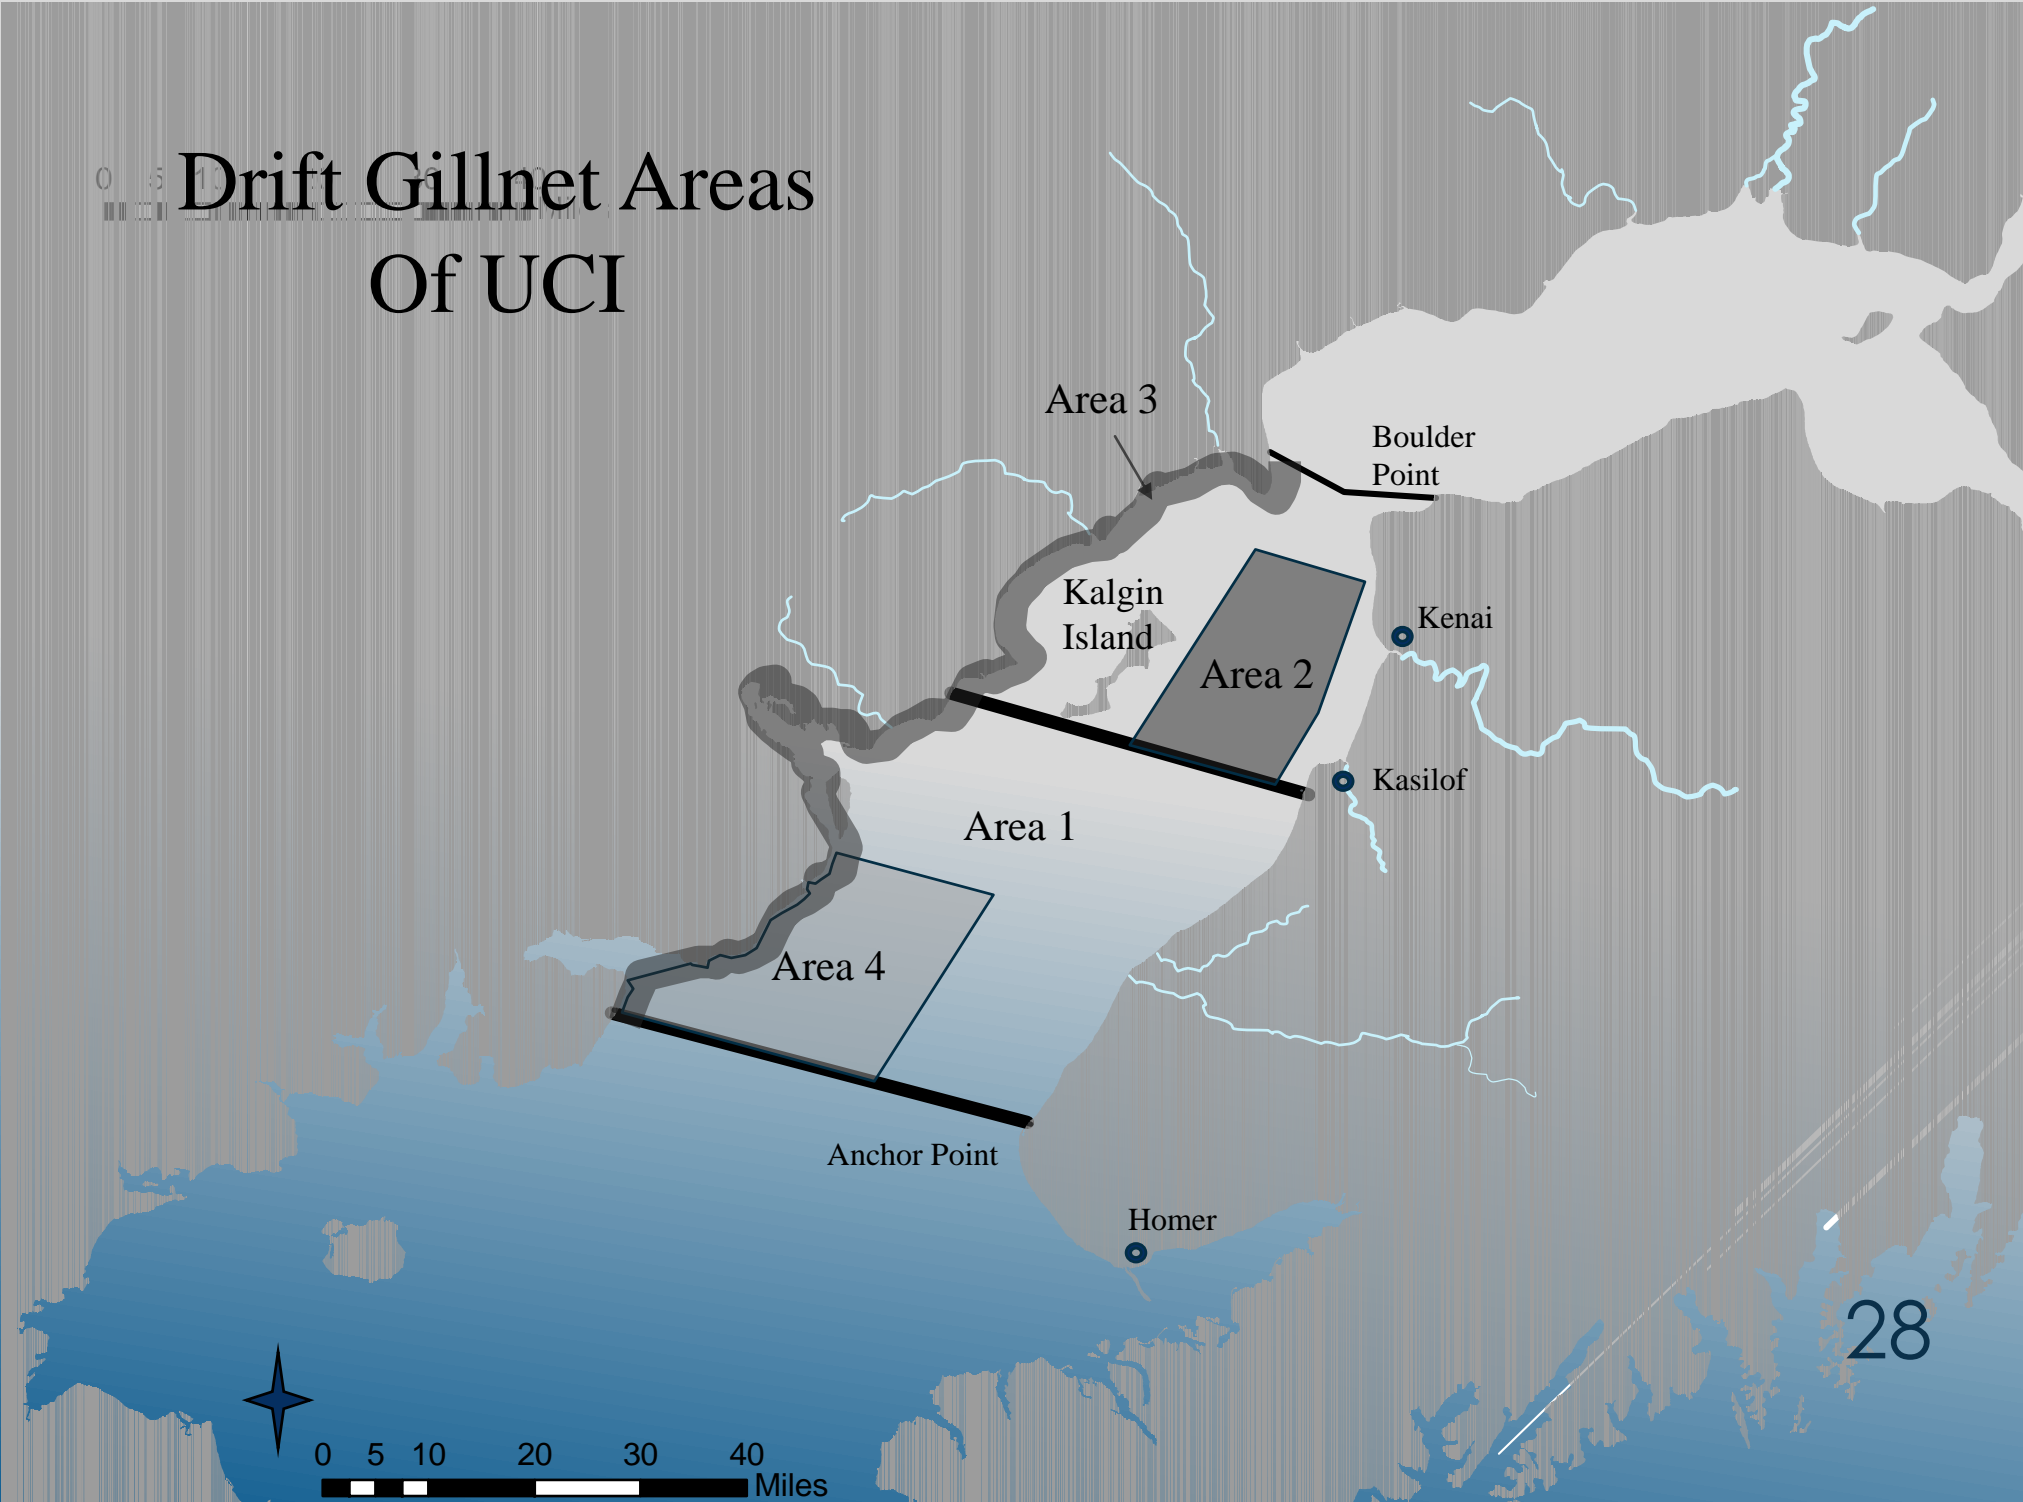 Drift Gillnet Areas
Of UCI
Area 3
Boulder
Point
Kalgin
Island
Kenai
Area 2
Kasilof
Area 1
Area 4
Anchor Point
Homer
28
0 5 10 20 30 40
Miles